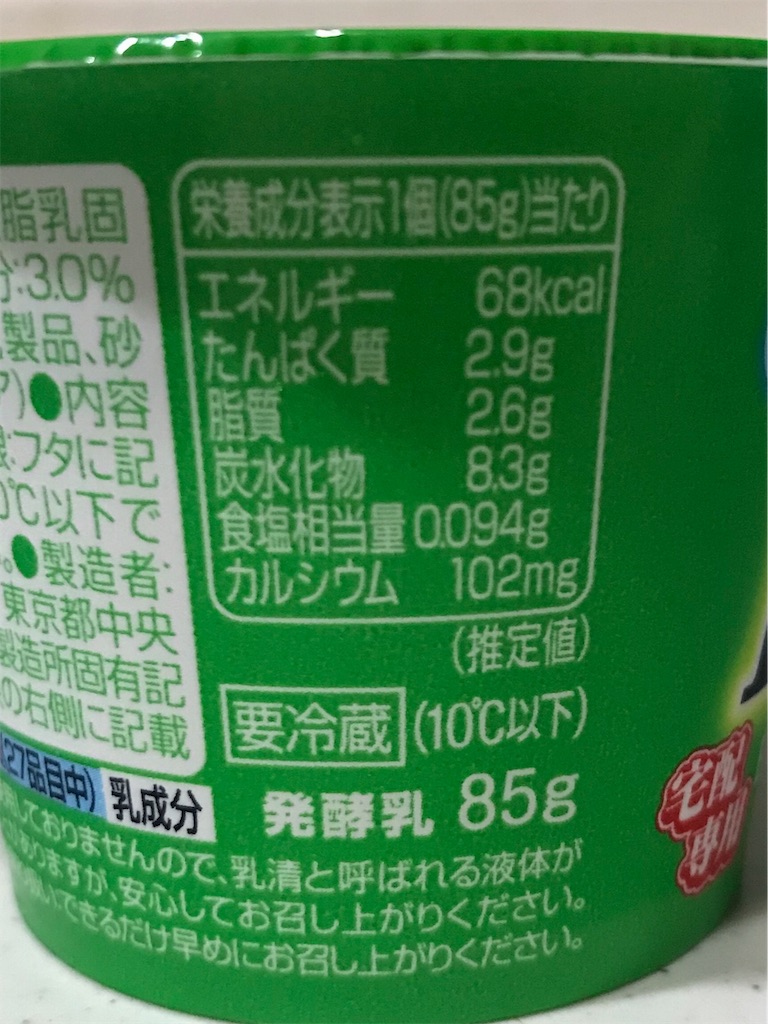 脂乳固
分:3.0%
製品、砂
ア)●内容
限:フタに記
0℃以下で
●製造者:
東京都中央
製造所固有記
の右側に記載
27品目中) 乳成分
栄養成分表示1個(85g)当たり
エネルギー 68kcal
たんぱく質 2.9g
脂質 2.6g
炭水化物 8.3g
食塩相当量 0.094g
カルシウム 102mg
(推定値)
要冷蔵 (10℃以下)
発酵乳 85g
しておりませんので、乳清と呼ばれる液体が
ありますが、安心してお召し上がりください。
できるだけ早めにお召し上がりください。
宅配
専用